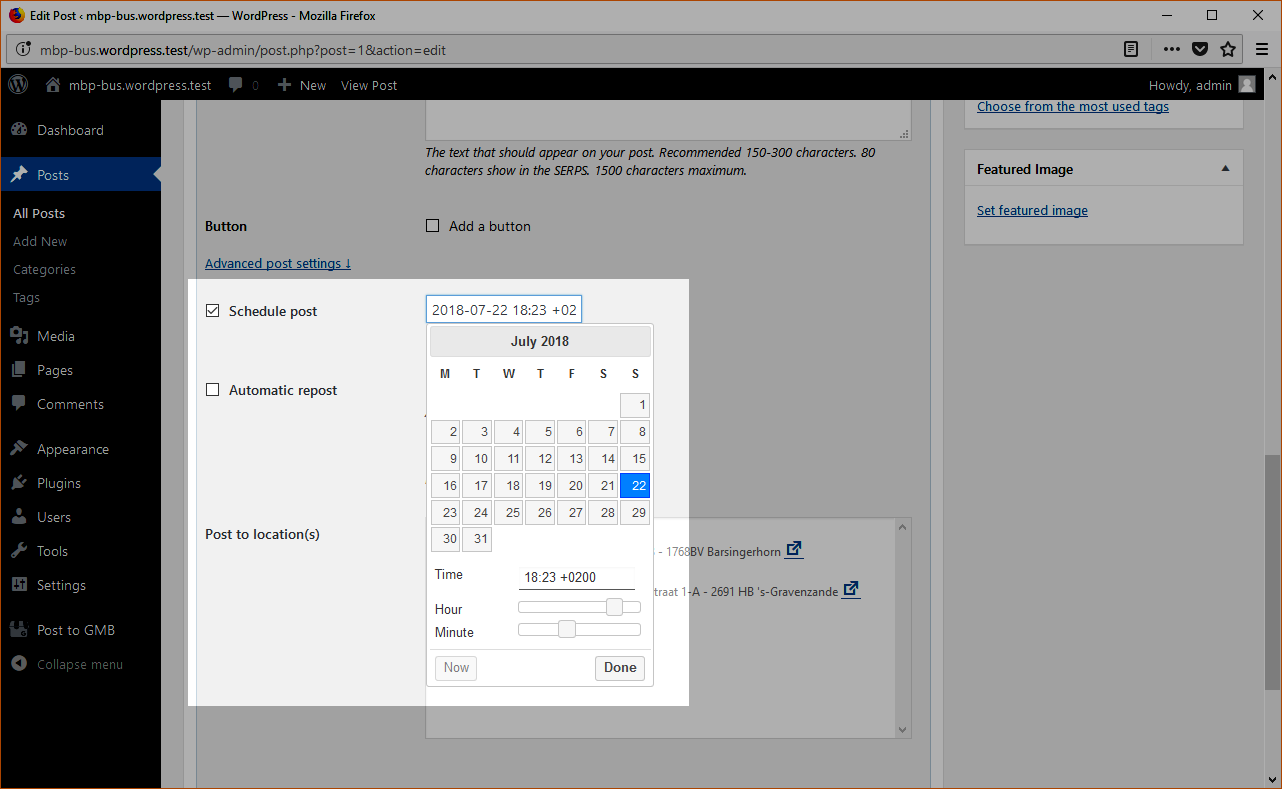 Edit Post ‹ mbp-bus.wordpress.test — WordPress - Mozilla Firefox
mbp-bus.wordpress.test/wp-admin/post.php?post=1&action=edit
mbp-bus.wordpress.test 0 New View Post Howdy, admin
Dashboard
Posts
All Posts
Add New
Categories
Tags
Media
Pages
Comments
Appearance
Plugins
Users
Tools
Settings
Post to GMB
Collapse menu
The text that should appear on your post. Recommended 150-300 characters. 80
characters show in the SERPS. 1500 characters maximum.
Button Add a button
Advanced post settings ↓
Schedule post 2018-07-22 18:23 +02
July 2018
M T W T F S S
1
2 3 4 5 6 7 8
9 10 11 12 13 14 15
16 17 18 19 20 21 22
23 24 25 26 27 28 29
30 31
Time 18:23 +0200
Hour
Minute
Now Done
Automatic repost
Post to location(s)
- 1768BV Barsingerhorn
1-A - 2691 HB 's-Gravenzande
Choose from the most used tags
Featured Image
Set featured image